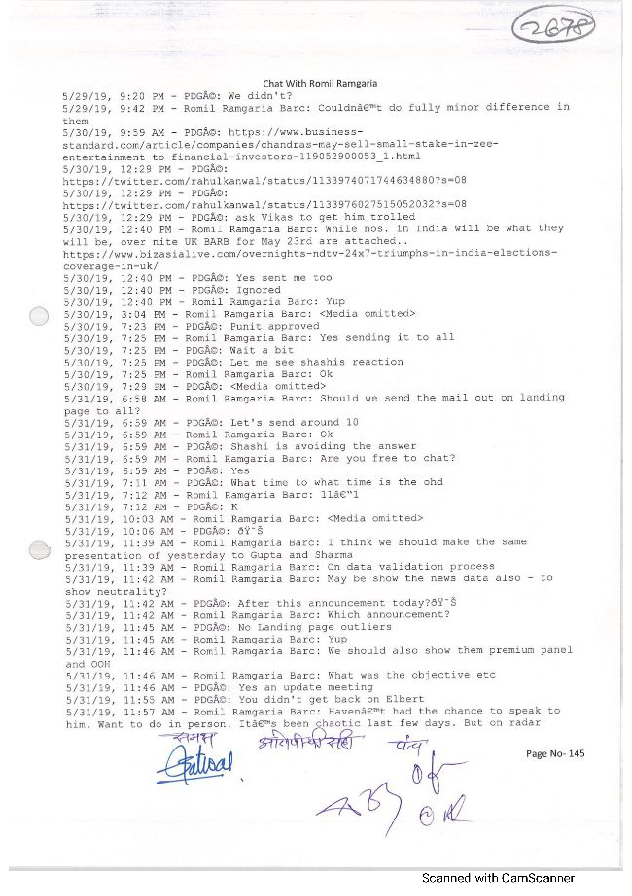 2678
Chat With Romil Ramgaria
5/29/19, 9:20 PM - PDGÂ©: We didn't?
5/29/19, 9:42 PM - Romil Ramgaria Barc: Couldnâ€™t do fully minor difference in
them
5/30/19, 9:59 AM - PDGÂ©: https://www.business-
standard.com/article/companies/chandras-may-sell-small-stake-in-zee-
entertainment to financial-investors-119052900053_1.html
5/30/19, 12:29 PM - PDGÂ©:
https://twitter.com/rahulkanwal/status/1133974071744634880?s=08
5/30/19, 12:29 PM - PDGÂ©:
https://twitter.com/rahulkanwal/status/1133976027515052032?s=08
5/30/19, 12:29 PM - PDGÂ©: ask Vikas to get him trolled
5/30/19, 12:40 PM - Romil Ramgaria Barc: While nos. in India will be what they
will be, over nite UK BARB for May 23rd are attached..
https://www.bizasialive.com/overnights-ndtv-24x7-triumphs-in-india-elections-
coverage-in-uk/
5/30/19, 12:40 PM - PDGÂ©: Yes sent me too
5/30/19, 12:40 PM - PDGÂ©: Ignored
5/30/19, 12:40 PM - Romil Ramgaria Barc: Yup
5/30/19, 3:04 PM - Romil Ramgaria Barc: <Media omitted>
5/30/19, 7:23 PM - PDGÂ©: Punit approved
5/30/19, 7:25 PM - Romil Ramgaria Barc: Yes sending it to all
5/30/19, 7:25 PM - PDGÂ©: Wait a bit
5/30/19, 7:25 PM - PDGÂ©: Let me see shashis reaction
5/30/19, 7:25 PM - Romil Ramgaria Barc: Ok
5/30/19, 7:29 PM - PDGÂ©: <Media omitted>
5/31/19, 6:58 AM - Romil Ramgaria Barc: Should we send the mail out on landing
page to all?
5/31/19, 6:59 AM - PDGÂ©: Let's send around 10
5/31/19, 6:59 AM - Romil Ramgaria Barc: Ok
5/31/19, 6:59 AM - PDGÂ©: Shashi is avoiding the answer
5/31/19, 6:59 AM - Romil Ramgaria Barc: Are you free to chat?
5/31/19, 6:59 AM - PDGÂ©: Yes
5/31/19, 7:11 AM - PDGÂ©: What time to what time is the ohd
5/31/19, 7:12 AM - Romil Ramgaria Barc: 11â€"1
5/31/19, 7:12 AM - PDGÂ©: K
5/31/19, 10:03 AM - Romil Ramgaria Barc: <Media omitted>
5/31/19, 10:06 AM - PDGÂ©: ðŸ˜Š
5/31/19, 11:39 AM - Romil Ramgaria Barc: I think we should make the same
presentation of yesterday to Gupta and Sharma
5/31/19, 11:39 AM - Romil Ramgaria Barc: On data validation process
5/31/19, 11:42 AM - Romil Ramgaria Barc: May be show the news data also - to
show neutrality?
5/31/19, 11:42 AM - PDGÂ©: After this announcement today?ðŸ˜Š
5/31/19, 11:42 AM - Romil Ramgaria Barc: Which announcement?
5/31/19, 11:45 AM - PDGÂ©: No Landing page outliers
5/31/19, 11:45 AM - Romil Ramgaria Barc: Yup
5/31/19, 11:46 AM - Romil Ramgaria Barc: We should also show them premium panel
and OOH
5/31/19, 11:46 AM - Romil Ramgaria Barc: What was the objective etc
5/31/19, 11:46 AM - PDGÂ©: Yes an update meeting
5/31/19, 11:55 AM - PDGÂ©: You didn't get back on Elbert
5/31/19, 11:57 AM - Romil Ramgaria Barc: Havenâ€™t had the chance to speak to
him. Want to do in person. Itâ€™s been chaotic last few days. But on radar
समक्ष पंच
Page No- 145
Scanned with CamScanner